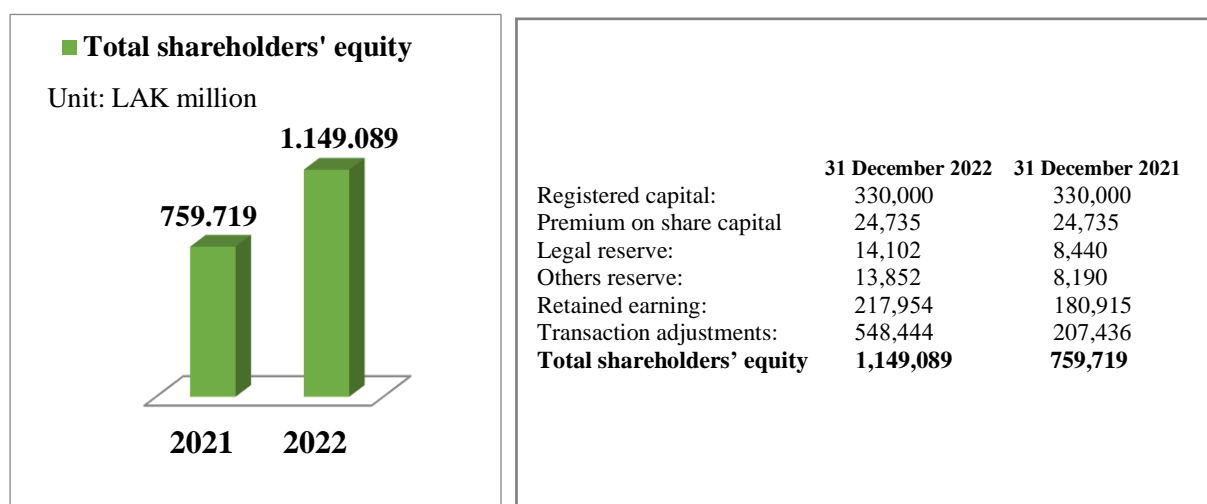 Total shareholders' equity
Unit: LAK million
1.149.089
759.719
2021 2022
31 December 2022 31 December 2021
Registered capital: 330,000 330,000
Premium on share capital 24,735 24,735
Legal reserve: 14,102 8,440
Others reserve: 13,852 8,190
Retained earning: 217,954 180,915
Transaction adjustments: 548,444 207,436
Total shareholders’ equity 1,149,089 759,719